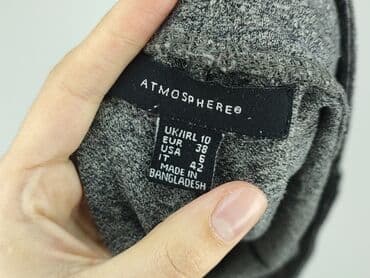 ATMOSPHERE®
UK/IRL 10
EUR 38
USA 6
IT 42
MADE IN
BANGLADESH